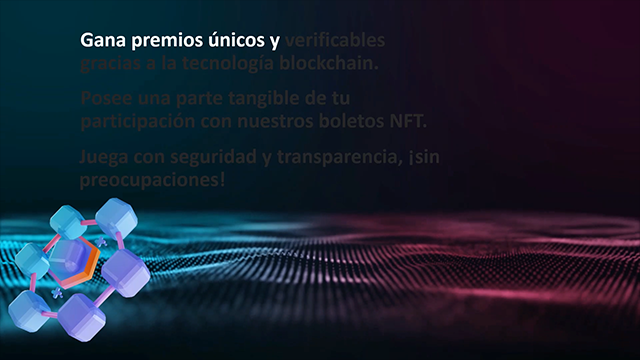 Gana premios únicos y verificables
gracias a la tecnología blockchain.
Posee una parte tangible de tu
participación con nuestros boletos NFT.
Juega con seguridad y transparencia, ¡sin
preocupaciones!